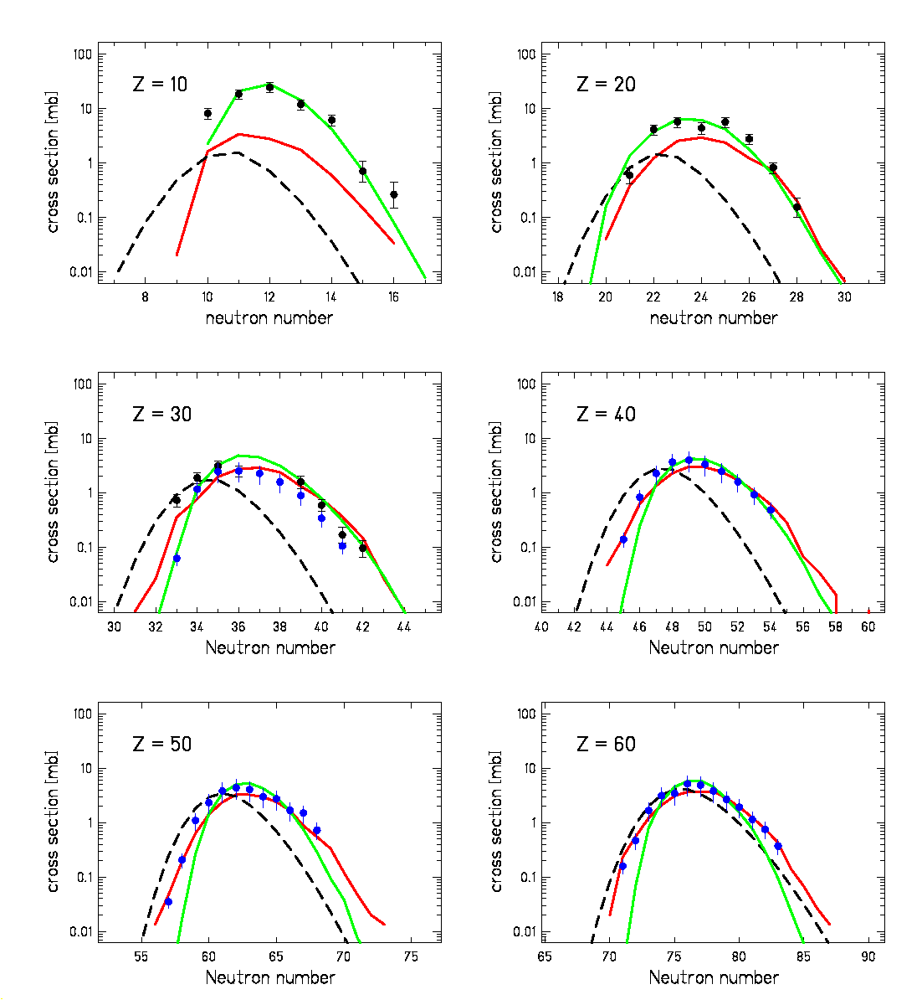 Z = 10
cross section [mb]
100
10
1
0.1
0.01
8 10 12 14 16
neutron number
Z = 20
cross section [mb]
100
10
1
0.1
0.01
18 20 22 24 26 28 30
neutron number
Z = 30
cross section [mb]
100
10
1
0.1
0.01
30 32 34 36 38 40 42 44
Neutron number
Z = 40
cross section [mb]
100
10
1
0.1
0.01
40 42 44 46 48 50 52 54 56 58 60
Neutron number
Z = 50
cross section [mb]
100
10
1
0.1
0.01
55 60 65 70 75
Neutron number
Z = 60
cross section [mb]
100
10
1
0.1
0.01
65 70 75 80 85 90
Neutron number